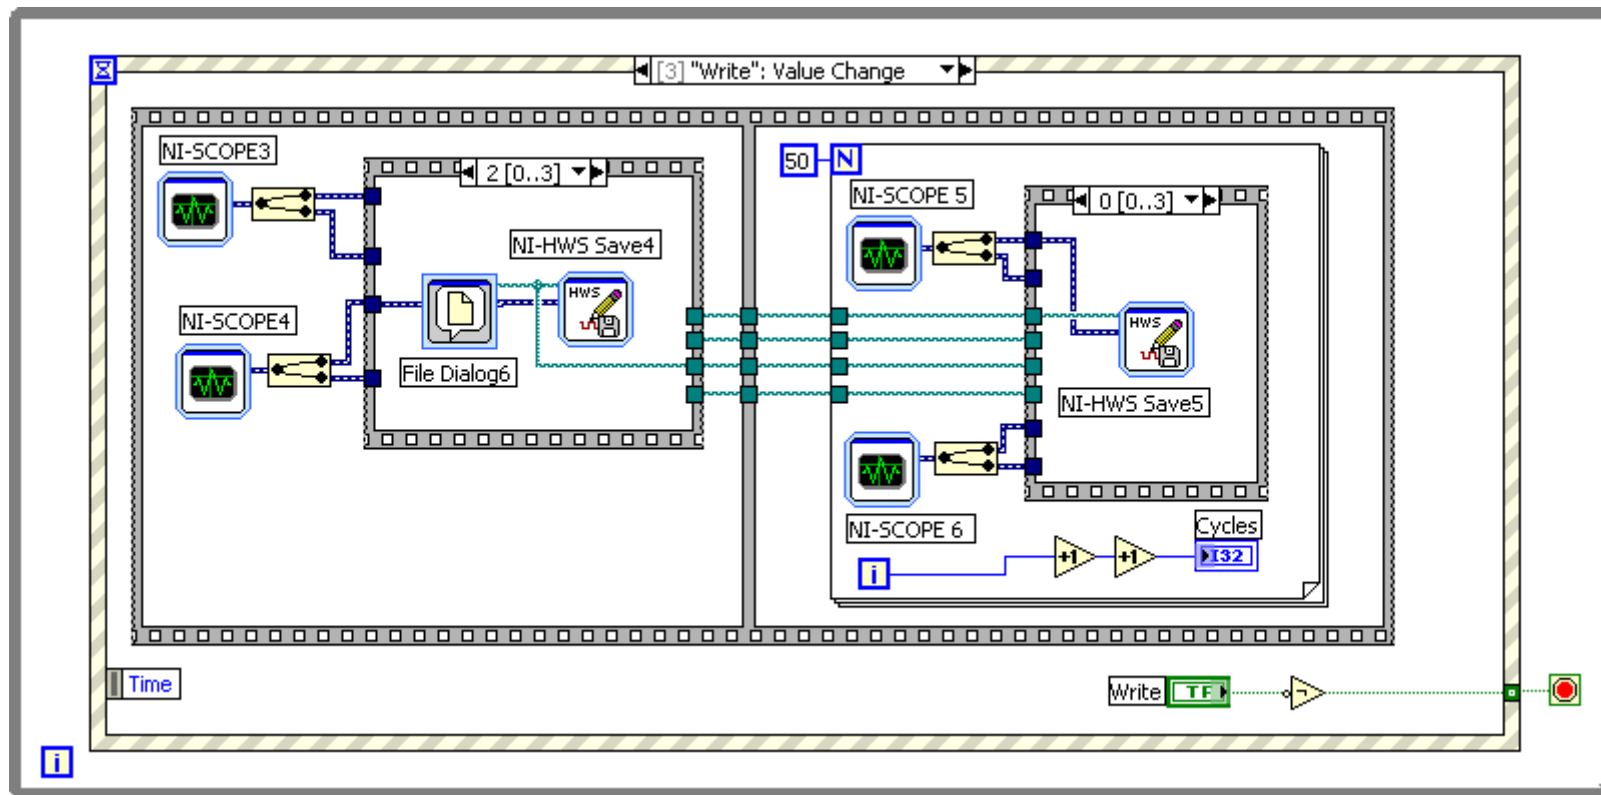 [3] "Write": Value Change
NI-SCOPE3
2 [0..3]
NI-HWS Save4
HWS
NI-SCOPE4
File Dialog6
50
N
NI-SCOPE 5
0 [0..3]
HWS
NI-HWS Save5
NI-SCOPE 6
Cycles
+1
+1
I32
i
Time
Write
TF
i